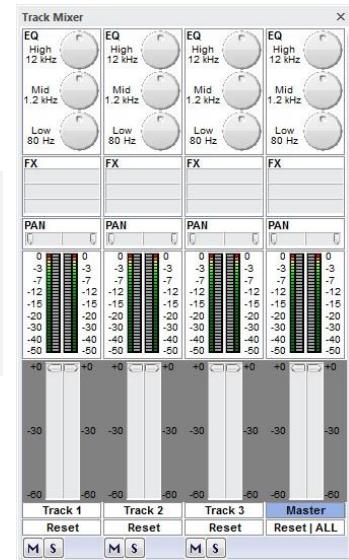 Track Mixer ×
EQ EQ EQ EQ
High High High High
12 kHz 12 kHz 12 kHz 12 kHz
Mid Mid Mid Mid
1.2 kHz 1.2 kHz 1.2 kHz 1.2 kHz
Low Low Low Low
80 Hz 80 Hz 80 Hz 80 Hz
FX FX FX FX
PAN PAN PAN PAN
0 0 0 0 0 0 0 0
-3 -3 -3 -3 -3 -3 -3 -3
-7 -7 -7 -7 -7 -7 -7 -7
-12 -12 -12 -12 -12 -12 -12 -12
-15 -15 -15 -15 -15 -15 -15 -15
-20 -20 -20 -20 -20 -20 -20 -20
-30 -30 -30 -30 -30 -30 -30 -30
-40 -40 -40 -40 -40 -40 -40 -40
-50 -50 -50 -50 -50 -50 -50 -50
+0 +0 +0 +0 +0 +0 +0 +0
-30 -30 -30 -30 -30 -30 -30 -30
-60 -60 -60 -60 -60 -60 -60 -60
Track 1 Track 2 Track 3 Master
Reset Reset Reset Reset | ALL
M S M S M S